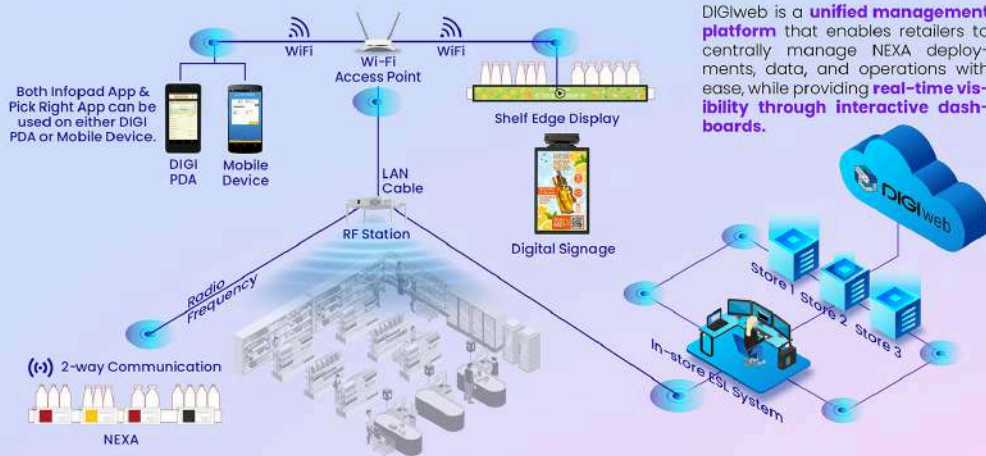 DIGIweb is a unified management
platform that enables retailers to
centrally manage NEXA deploy-
ments, data, and operations with
ease, while providing real-time vis-
ibility through interactive dash-
boards.
WiFi
WiFi
Wi-Fi
Access Point
Both Infopad App &
Pick Right App can be
used on either DIGI
PDA or Mobile Device.
DIGI
PDA
Mobile
Device
Shelf Edge Display
LAN
Cable
RF Station
Digital Signage
DIGIweb
Radio
Frequency
Store 1
Store 2
Store 3
In-store ESL System
2-way Communication
NEXA